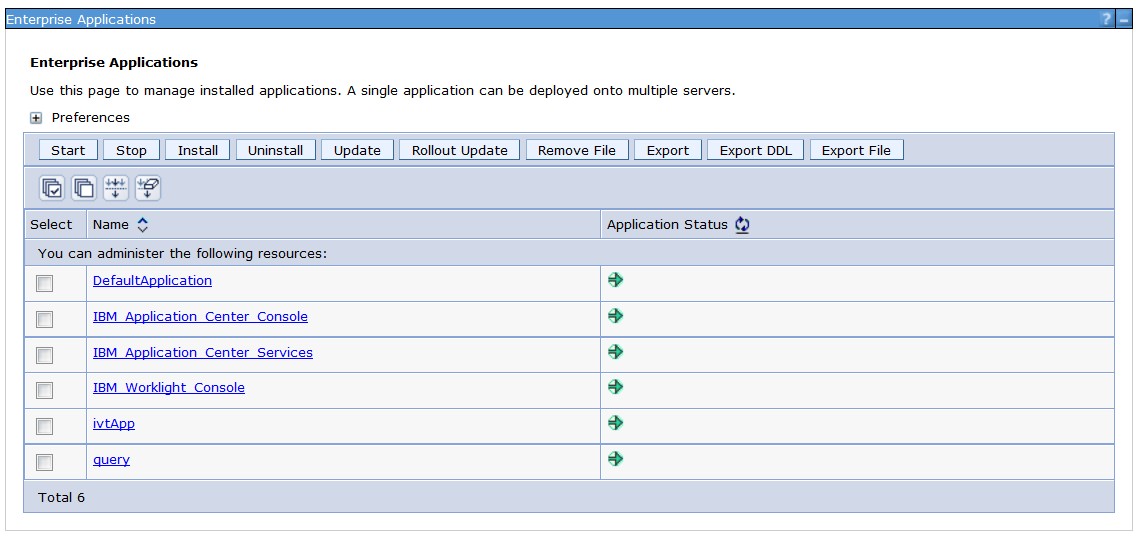 Enterprise Applications
?
Enterprise Applications
Use this page to manage installed applications. A single application can be deployed onto multiple servers.
Preferences
Start Stop Install Uninstall Update Rollout Update Remove File Export Export DDL Export File
Select Name Application Status
You can administer the following resources:
DefaultApplication
IBM_Application_Center_Console
IBM_Application_Center_Services
IBM_Worklight_Console
ivtApp
query
Total 6